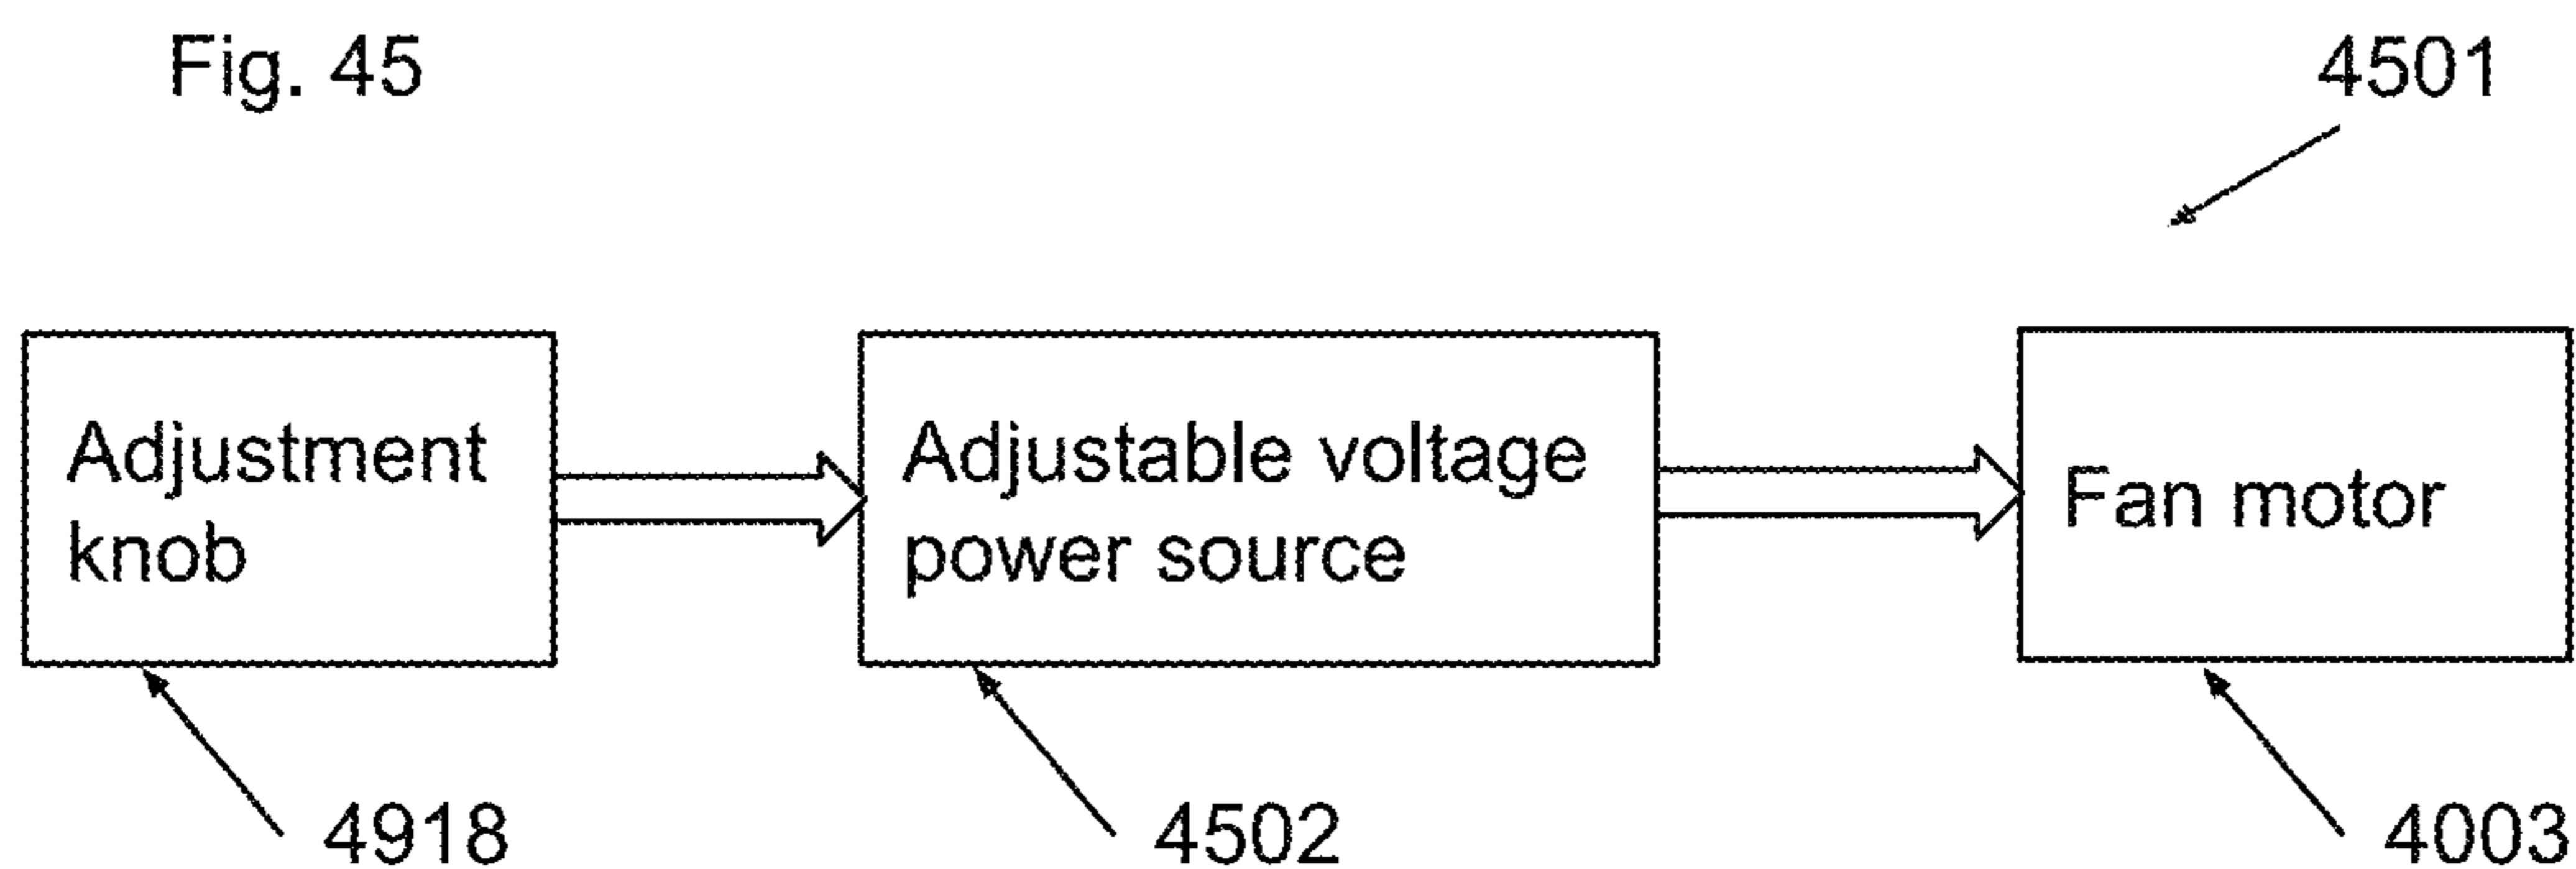 Fig. 45
4501
Adjustment
knob
Adjustable voltage
power source
Fan motor
4918
4502
4003